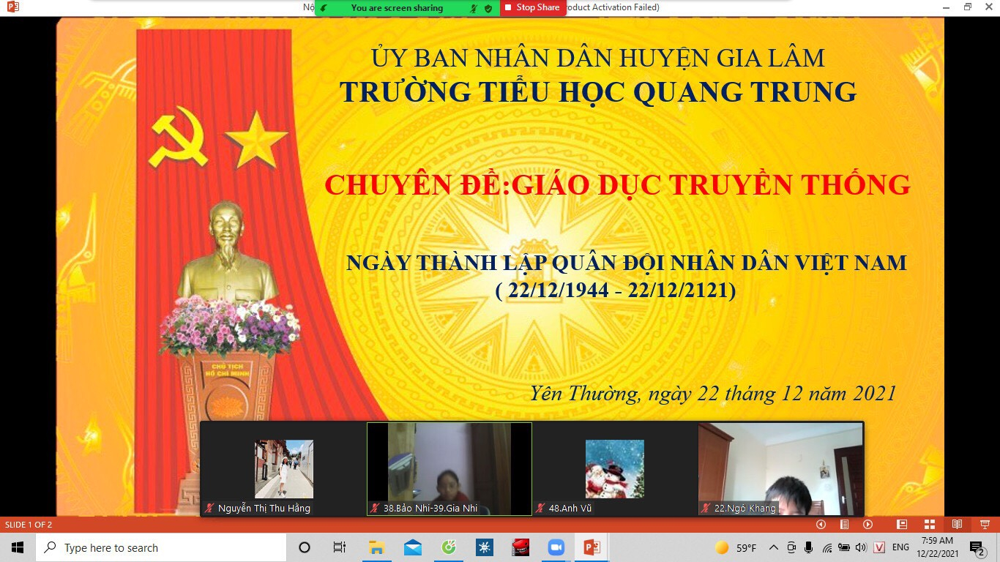 Nộ
You are screen sharing
Stop Share
roduct Activation Failed)
ỦY BAN NHÂN DÂN HUYỆN GIA LÂM
TRƯỜNG TIỂU HỌC QUANG TRUNG
CHUYÊN ĐỀ:GIÁO DỤC TRUYỀN THỐNG
NGÀY THÀNH LẬP QUÂN ĐỘI NHÂN DÂN VIỆT NAM
( 22/12/1944 - 22/12/2121)
CHỦ TỊCH
HỒ CHÍ MINH
Yên Thường, ngày 22 tháng 12 năm 2021
Nguyễn Thị Thu Hằng
38.Bảo Nhi-39.Gia Nhi
48.Anh Vũ
22.Ngô Khang
SLIDE 1 OF 2
Type here to search
59°F
ENG
7:59 AM
12/22/2021
2